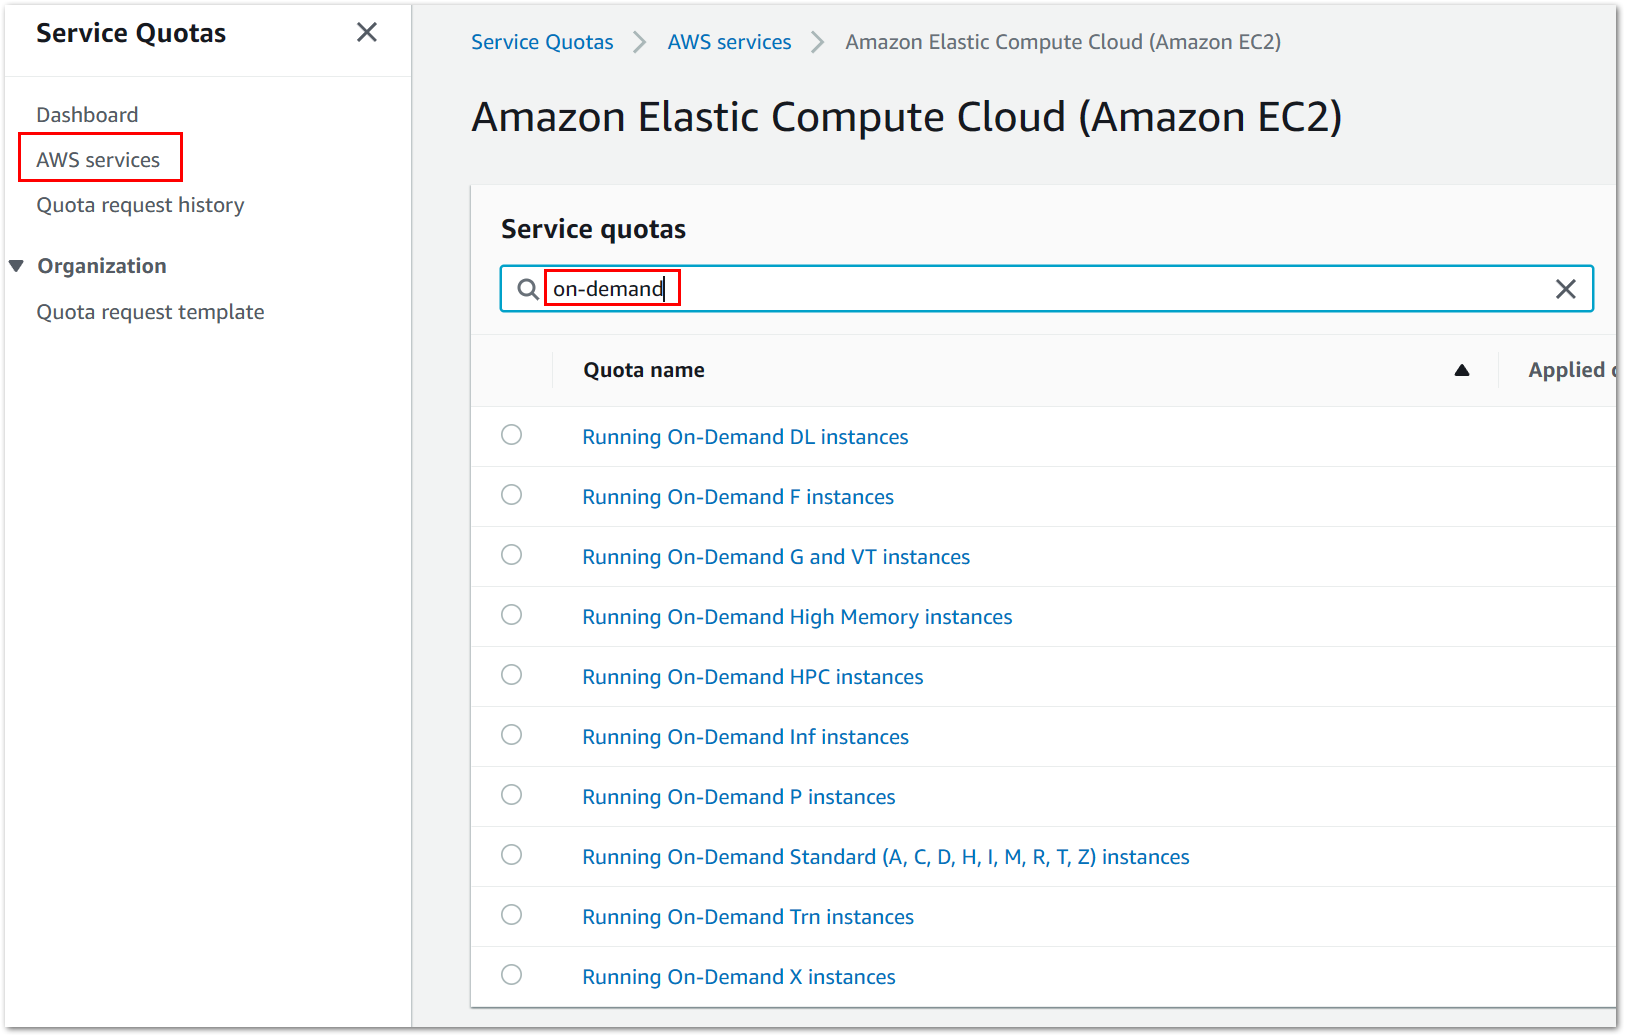 Service Quotas
Dashboard
AWS services
Quota request history
Organization
Quota request template
Service Quotas AWS services Amazon Elastic Compute Cloud (Amazon EC2)
Amazon Elastic Compute Cloud (Amazon EC2)
Service quotas
on-demand
Quota name Applied
Running On-Demand DL instances
Running On-Demand F instances
Running On-Demand G and VT instances
Running On-Demand High Memory instances
Running On-Demand HPC instances
Running On-Demand Inf instances
Running On-Demand P instances
Running On-Demand Standard (A, C, D, H, I, M, R, T, Z) instances
Running On-Demand Trn instances
Running On-Demand X instances